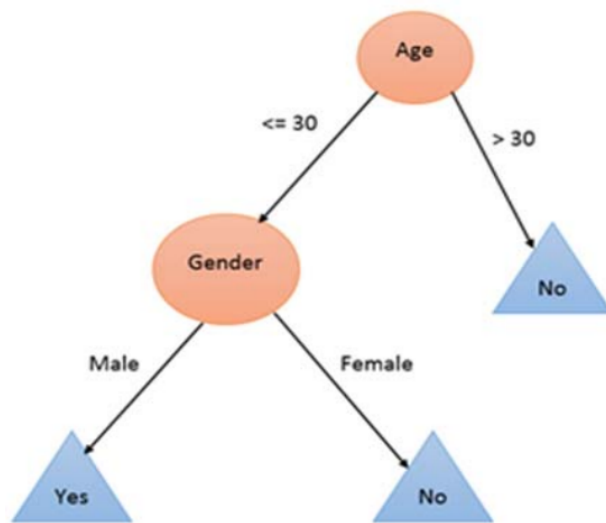 Age
<= 30
> 30
Gender
No
Male
Female
Yes
No